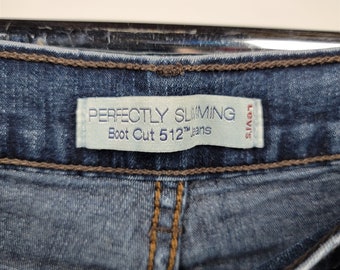 PERFECTLY SLIMMING
Boot Cut 512™ Jeans
LEVI'S